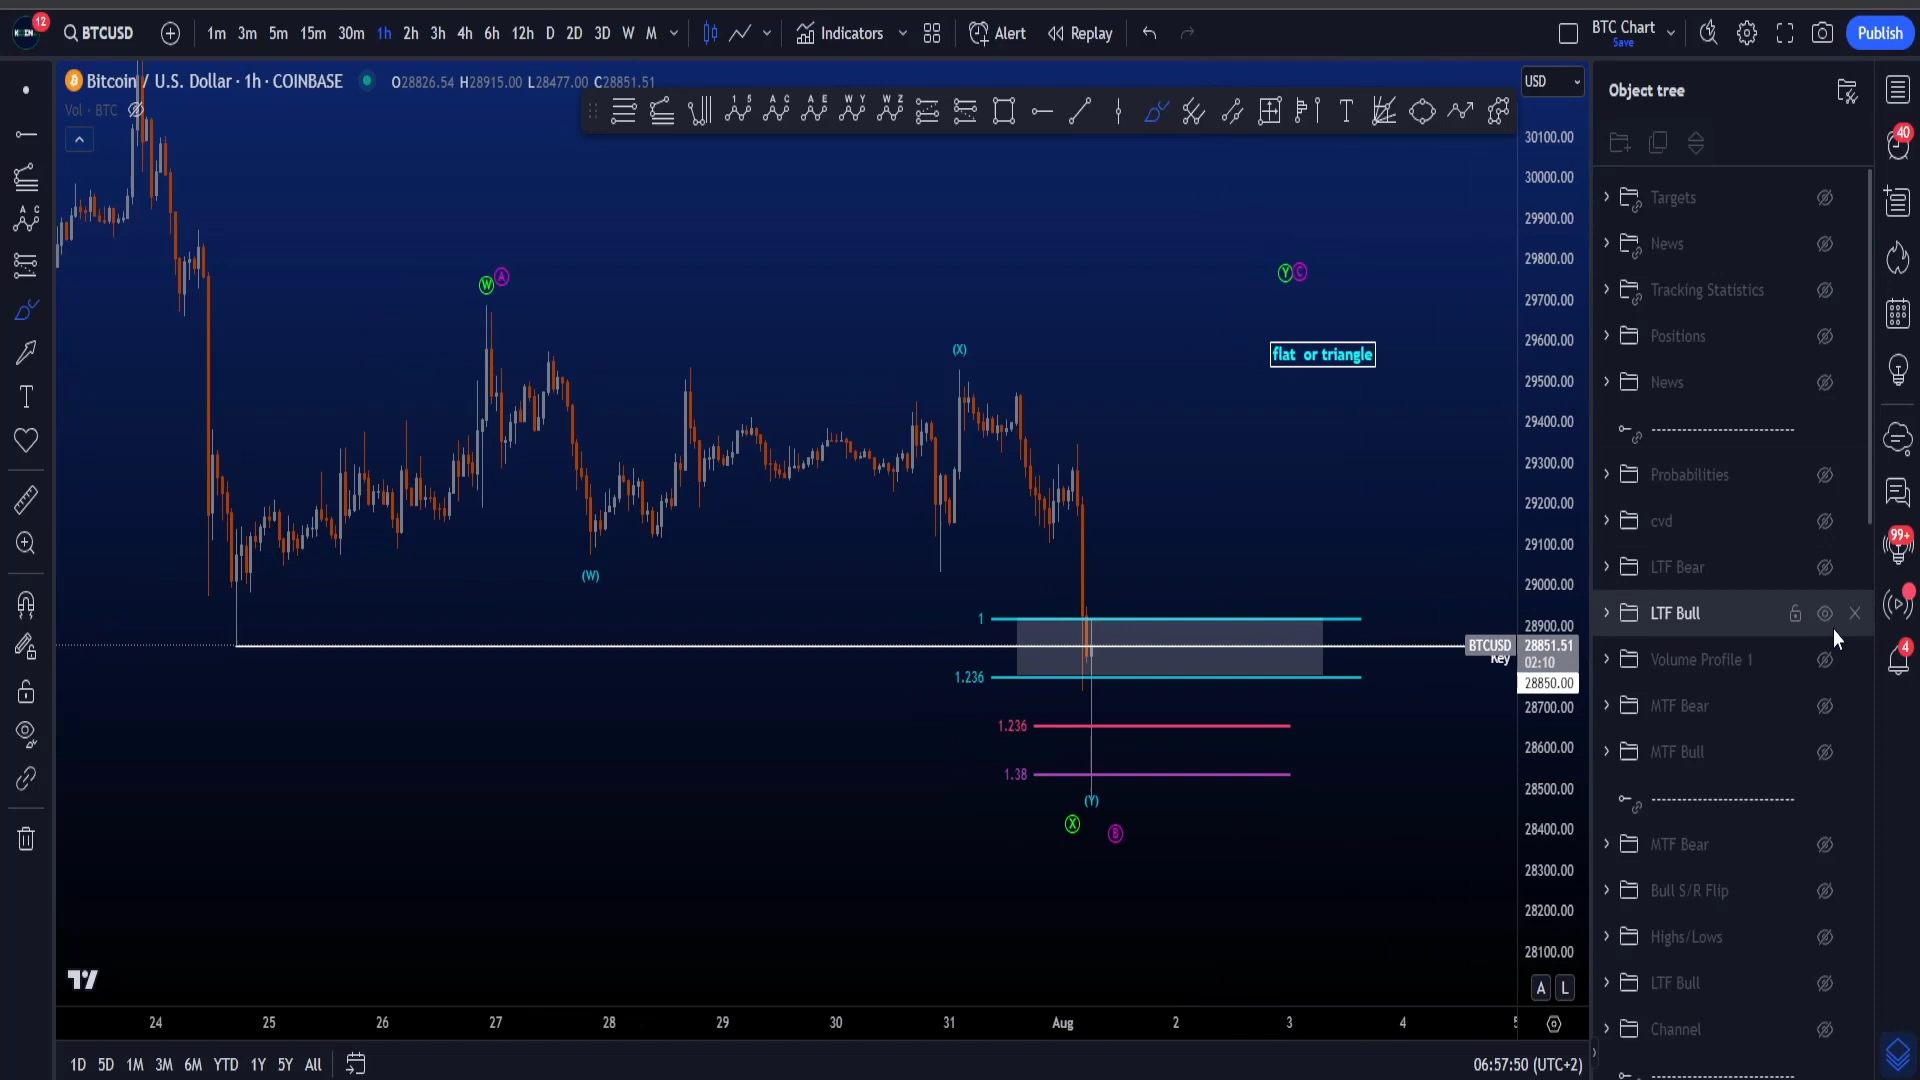 12
BTCUSD
1m 3m 5m 15m 30m 1h 2h 3h 4h 6h 12h D 2D 3D W M
Indicators
Alert
Replay
BTC Chart
Save
Publish
Bitcoin / U.S. Dollar · 1h · COINBASE
O28826.54 H28915.00 L28477.00 C28851.51
Vol · BTC
USD
Object tree
30100.00
30000.00
29900.00
29800.00
29700.00
29600.00
29500.00
29400.00
29300.00
29200.00
29100.00
29000.00
28900.00
BTCUSD 28851.51
02:10
Key
28850.00
28700.00
28600.00
28500.00
28400.00
28300.00
28200.00
28100.00
W A
Y C
(X)
flat or triangle
(W)
1
1.236
1.236
1.38
(Y)
X
B
A L
24 25 26 27 28 29 30 31 Aug 2 3 4
1D 5D 1M 3M 6M YTD 1Y 5Y All
06:57:50 (UTC+2)
Targets
News
Tracking Statistics
Positions
News
-----------------------------
Probabilities
cvd
LTF Bear
LTF Bull
Volume Profile 1
MTF Bear
MTF Bull
-----------------------------
MTF Bear
Bull S/R Flip
Highs/Lows
LTF Bull
Channel
40
99+
4